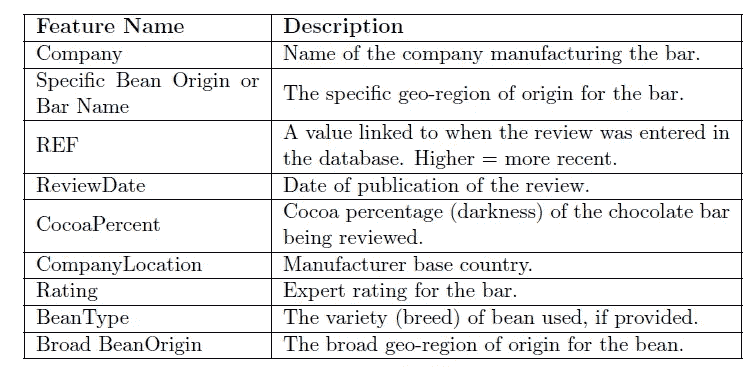 Feature Name Description
Company Name of the company manufacturing the bar.
Specific Bean Origin or
Bar Name
The specific geo-region of origin for the bar.
REF
A value linked to when the review was entered in
the database. Higher = more recent.
ReviewDate Date of publication of the review.
CocoaPercent
Cocoa percentage (darkness) of the chocolate bar
being reviewed.
CompanyLocation Manufacturer base country.
Rating Expert rating for the bar.
BeanType The variety (breed) of bean used, if provided.
Broad BeanOrigin The broad geo-region of origin for the bean.